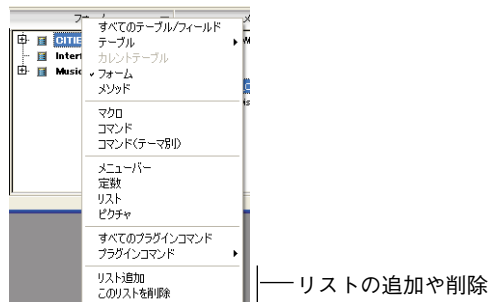 フォーム
すべてのテーブル/フィールド
テーブル
カレントテーブル
フォーム
メソッド
マクロ
コマンド
コマンド(テーマ別)
メニューバー
定数
リスト
ピクチャ
すべてのプラグインコマンド
プラグインコマンド
リスト追加
このリストを削除
リストの追加や削除